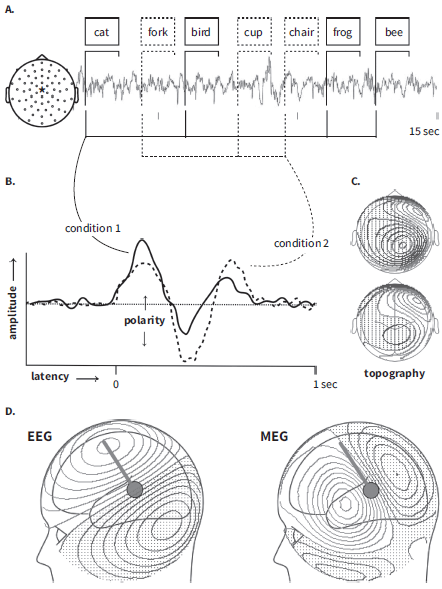 A.
cat fork bird cup chair frog bee
15 sec
B.
C.
condition 1
condition 2
amplitude
polarity
topography
latency
0
1 sec
D.
EEG
MEG